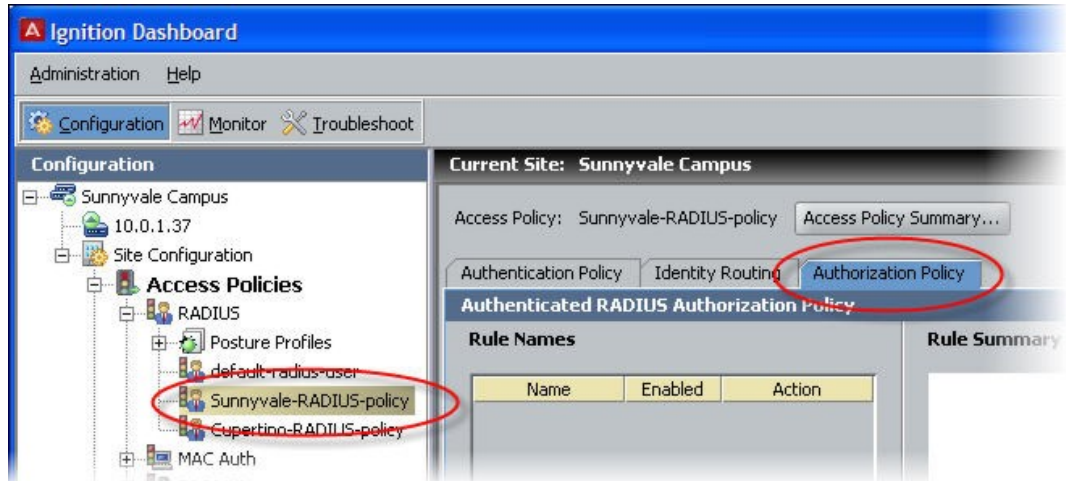 Ignition Dashboard
Administration Help
Configuration Monitor Troubleshoot
Configuration
Sunnyvale Campus
10.0.1.37
Site Configuration
Access Policies
RADIUS
Posture Profiles
default-radius-user
Sunnyvale-RADIUS-policy
Cupertino-RADIUS-policy
MAC Auth
Current Site: Sunnyvale Campus
Access Policy: Sunnyvale-RADIUS-policy Access Policy Summary...
Authentication Policy Identity Routing Authorization Policy
Authenticated RADIUS Authorization Policy
Rule Names Rule Summary
Name Enabled Action